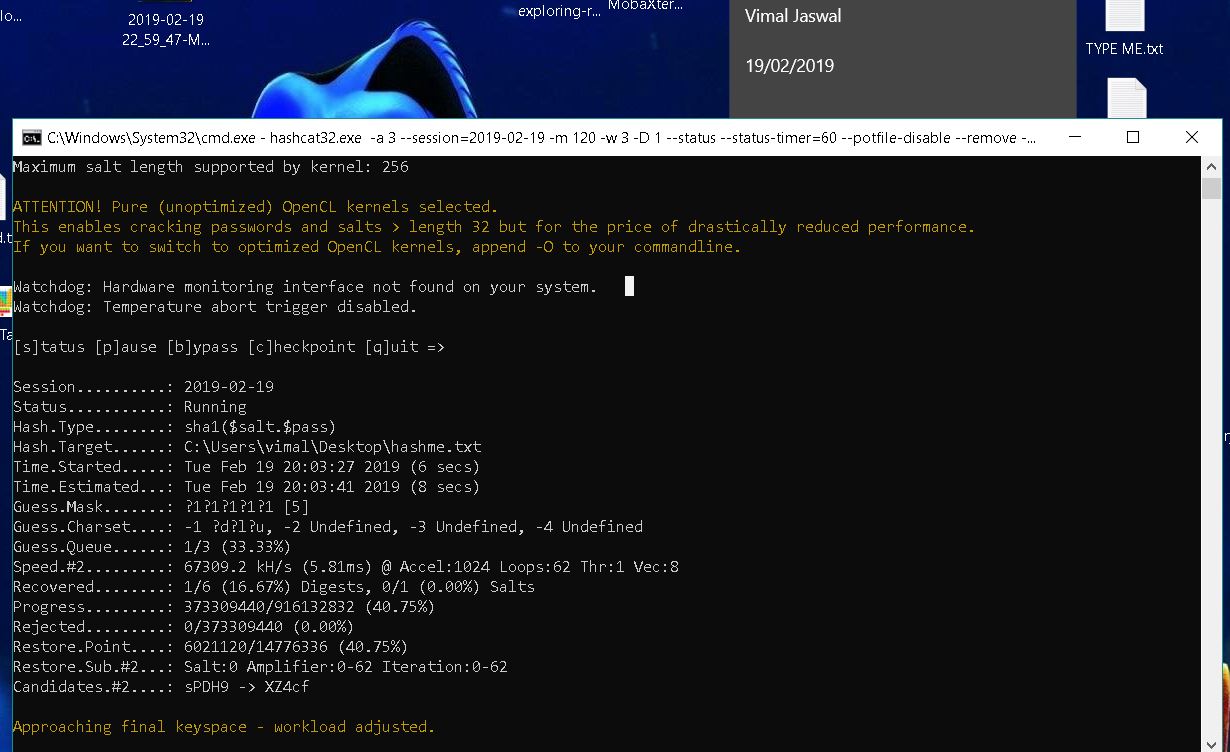 lo...
2019-02-19
22_59_47-M...
exploring-r...
MobaXter...
Vimal Jaswal
19/02/2019
TYPE ME.txt
C:\Windows\System32\cmd.exe - hashcat32.exe  -a 3 --session=2019-02-19 -m 120 -w 3 -D 1 --status --status-timer=60 --potfile-disable --remove -...
Maximum salt length supported by kernel: 256
ATTENTION! Pure (unoptimized) OpenCL kernels selected.
This enables cracking passwords and salts > length 32 but for the price of drastically reduced performance.
If you want to switch to optimized OpenCL kernels, append -O to your commandline.
Watchdog: Hardware monitoring interface not found on your system.
Watchdog: Temperature abort trigger disabled.
[s]tatus [p]ause [b]ypass [c]heckpoint [q]uit =>
Session..........: 2019-02-19
Status...........: Running
Hash.Type........: sha1($salt.$pass)
Hash.Target......: C:\Users\vimal\Desktop\hashme.txt
Time.Started.....: Tue Feb 19 20:03:27 2019 (6 secs)
Time.Estimated...: Tue Feb 19 20:03:41 2019 (8 secs)
Guess.Mask.......: ?1?1?1?1?1 [5]
Guess.Charset....: -1 ?d?l?u, -2 Undefined, -3 Undefined, -4 Undefined
Guess.Queue......: 1/3 (33.33%)
Speed.#2.........: 67309.2 kH/s (5.81ms) @ Accel:1024 Loops:62 Thr:1 Vec:8
Recovered........: 1/6 (16.67%) Digests, 0/1 (0.00%) Salts
Progress.........: 373309440/916132832 (40.75%)
Rejected.........: 0/373309440 (0.00%)
Restore.Point....: 6021120/14776336 (40.75%)
Restore.Sub.#2...: Salt:0 Amplifier:0-62 Iteration:0-62
Candidates.#2....: sPDH9 -> XZ4cf
Approaching final keyspace - workload adjusted.